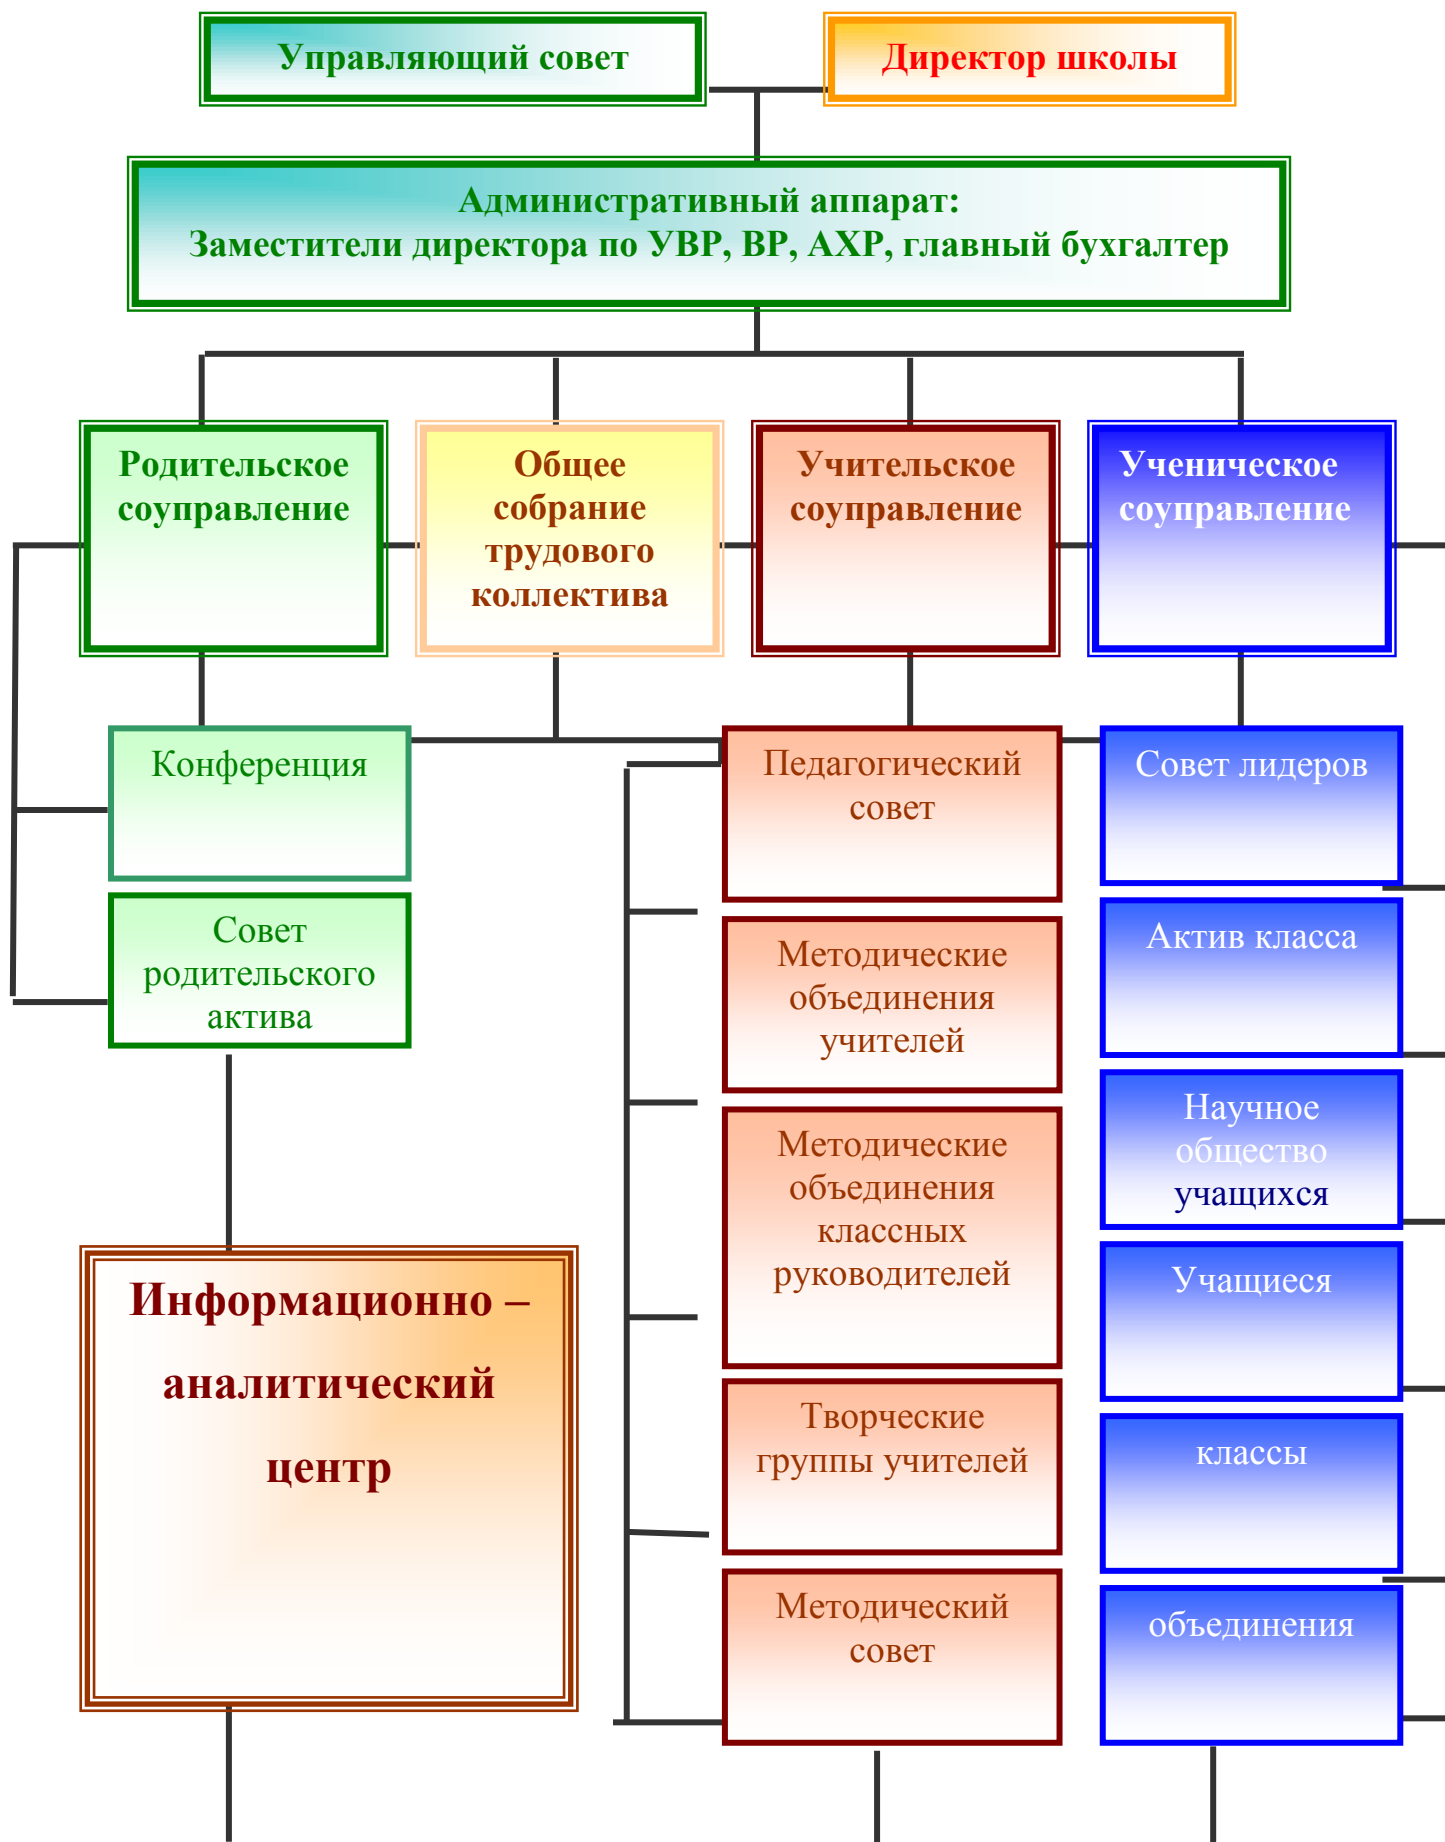 Управляющий совет
Директор школы
Административный аппарат:
Заместители директора по УВР, ВР, АХР, главный бухгалтер
Родительское
соуправление
Общее
собрание
трудового
коллектива
Учительское
соуправление
Ученическое
соуправление
Конференция
Совет
родительского
актива
Информационно –
аналитический
центр
Педагогический
совет
Методические
объединения
учителей
Методические
объединения
классных
руководителей
Творческие
группы учителей
Методический
совет
Совет лидеров
Актив класса
Научное
общество
учащихся
Учащиеся
классы
объединения